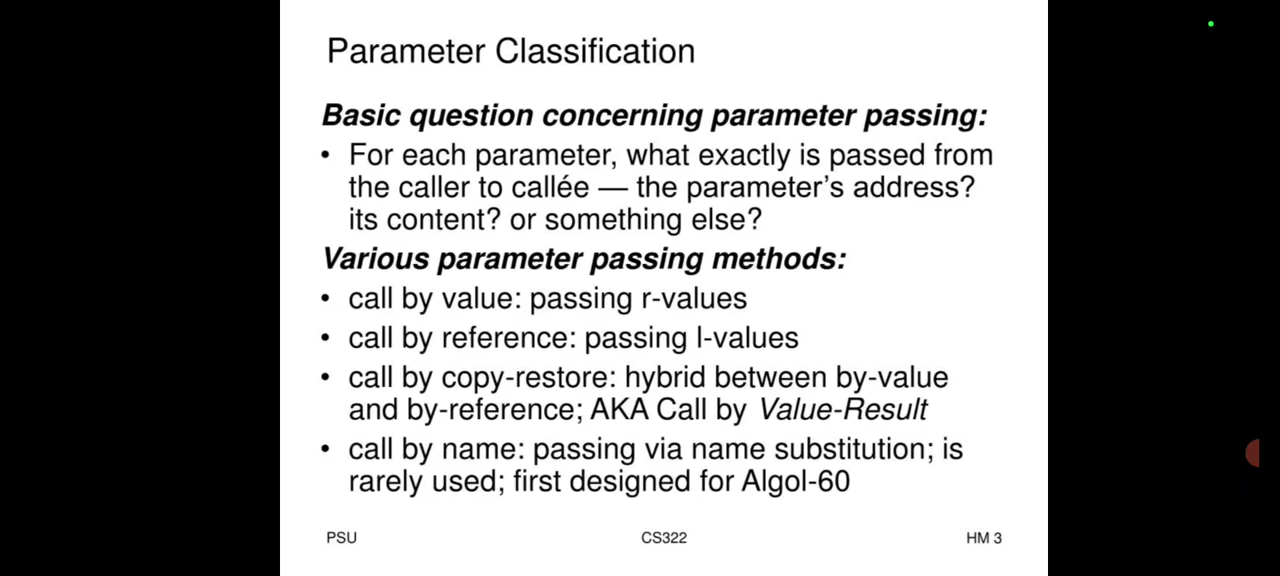 Parameter Classification
Basic question concerning parameter passing:
• For each parameter, what exactly is passed from
the caller to callée — the parameter's address?
its content? or something else?
Various parameter passing methods:
• call by value: passing r-values
• call by reference: passing l-values
• call by copy-restore: hybrid between by-value
and by-reference; AKA Call by Value-Result
• call by name: passing via name substitution; is
rarely used; first designed for Algol-60
PSU CS322 HM 3